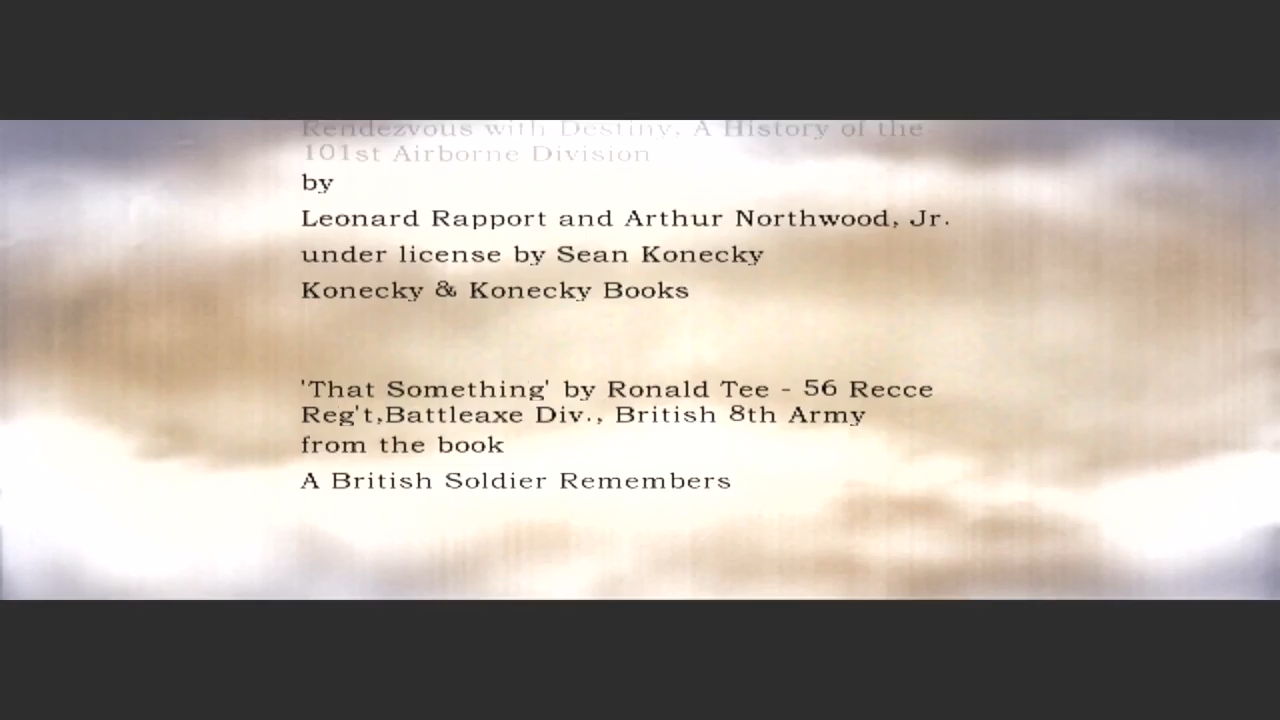 Rendezvous with Destiny, A History of the
101st Airborne Division
by
Leonard Rapport and Arthur Northwood, Jr.
under license by Sean Konecky
Konecky & Konecky Books
'That Something' by Ronald Tee - 56 Recce
Reg't,Battleaxe Div., British 8th Army
from the book
A British Soldier Remembers